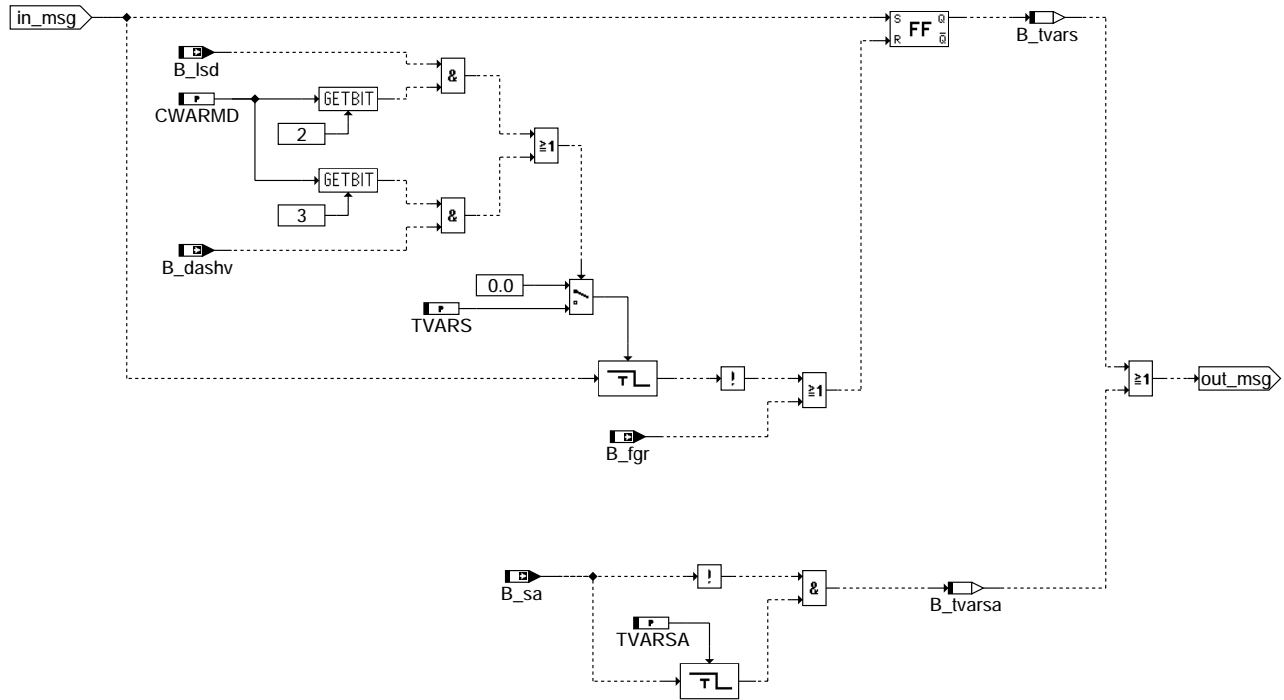 in_msg
S Q
FF
R Q
B_tvars
B_lsd
&
P
CWARMD
GETBIT
2
≧1
GETBIT
3
&
B_dashv
0.0
P
TVARS
T
!
≧1
B_fgr
≧1
out_msg
B_sa
!
&
B_tvarsa
P
TVARSA
T